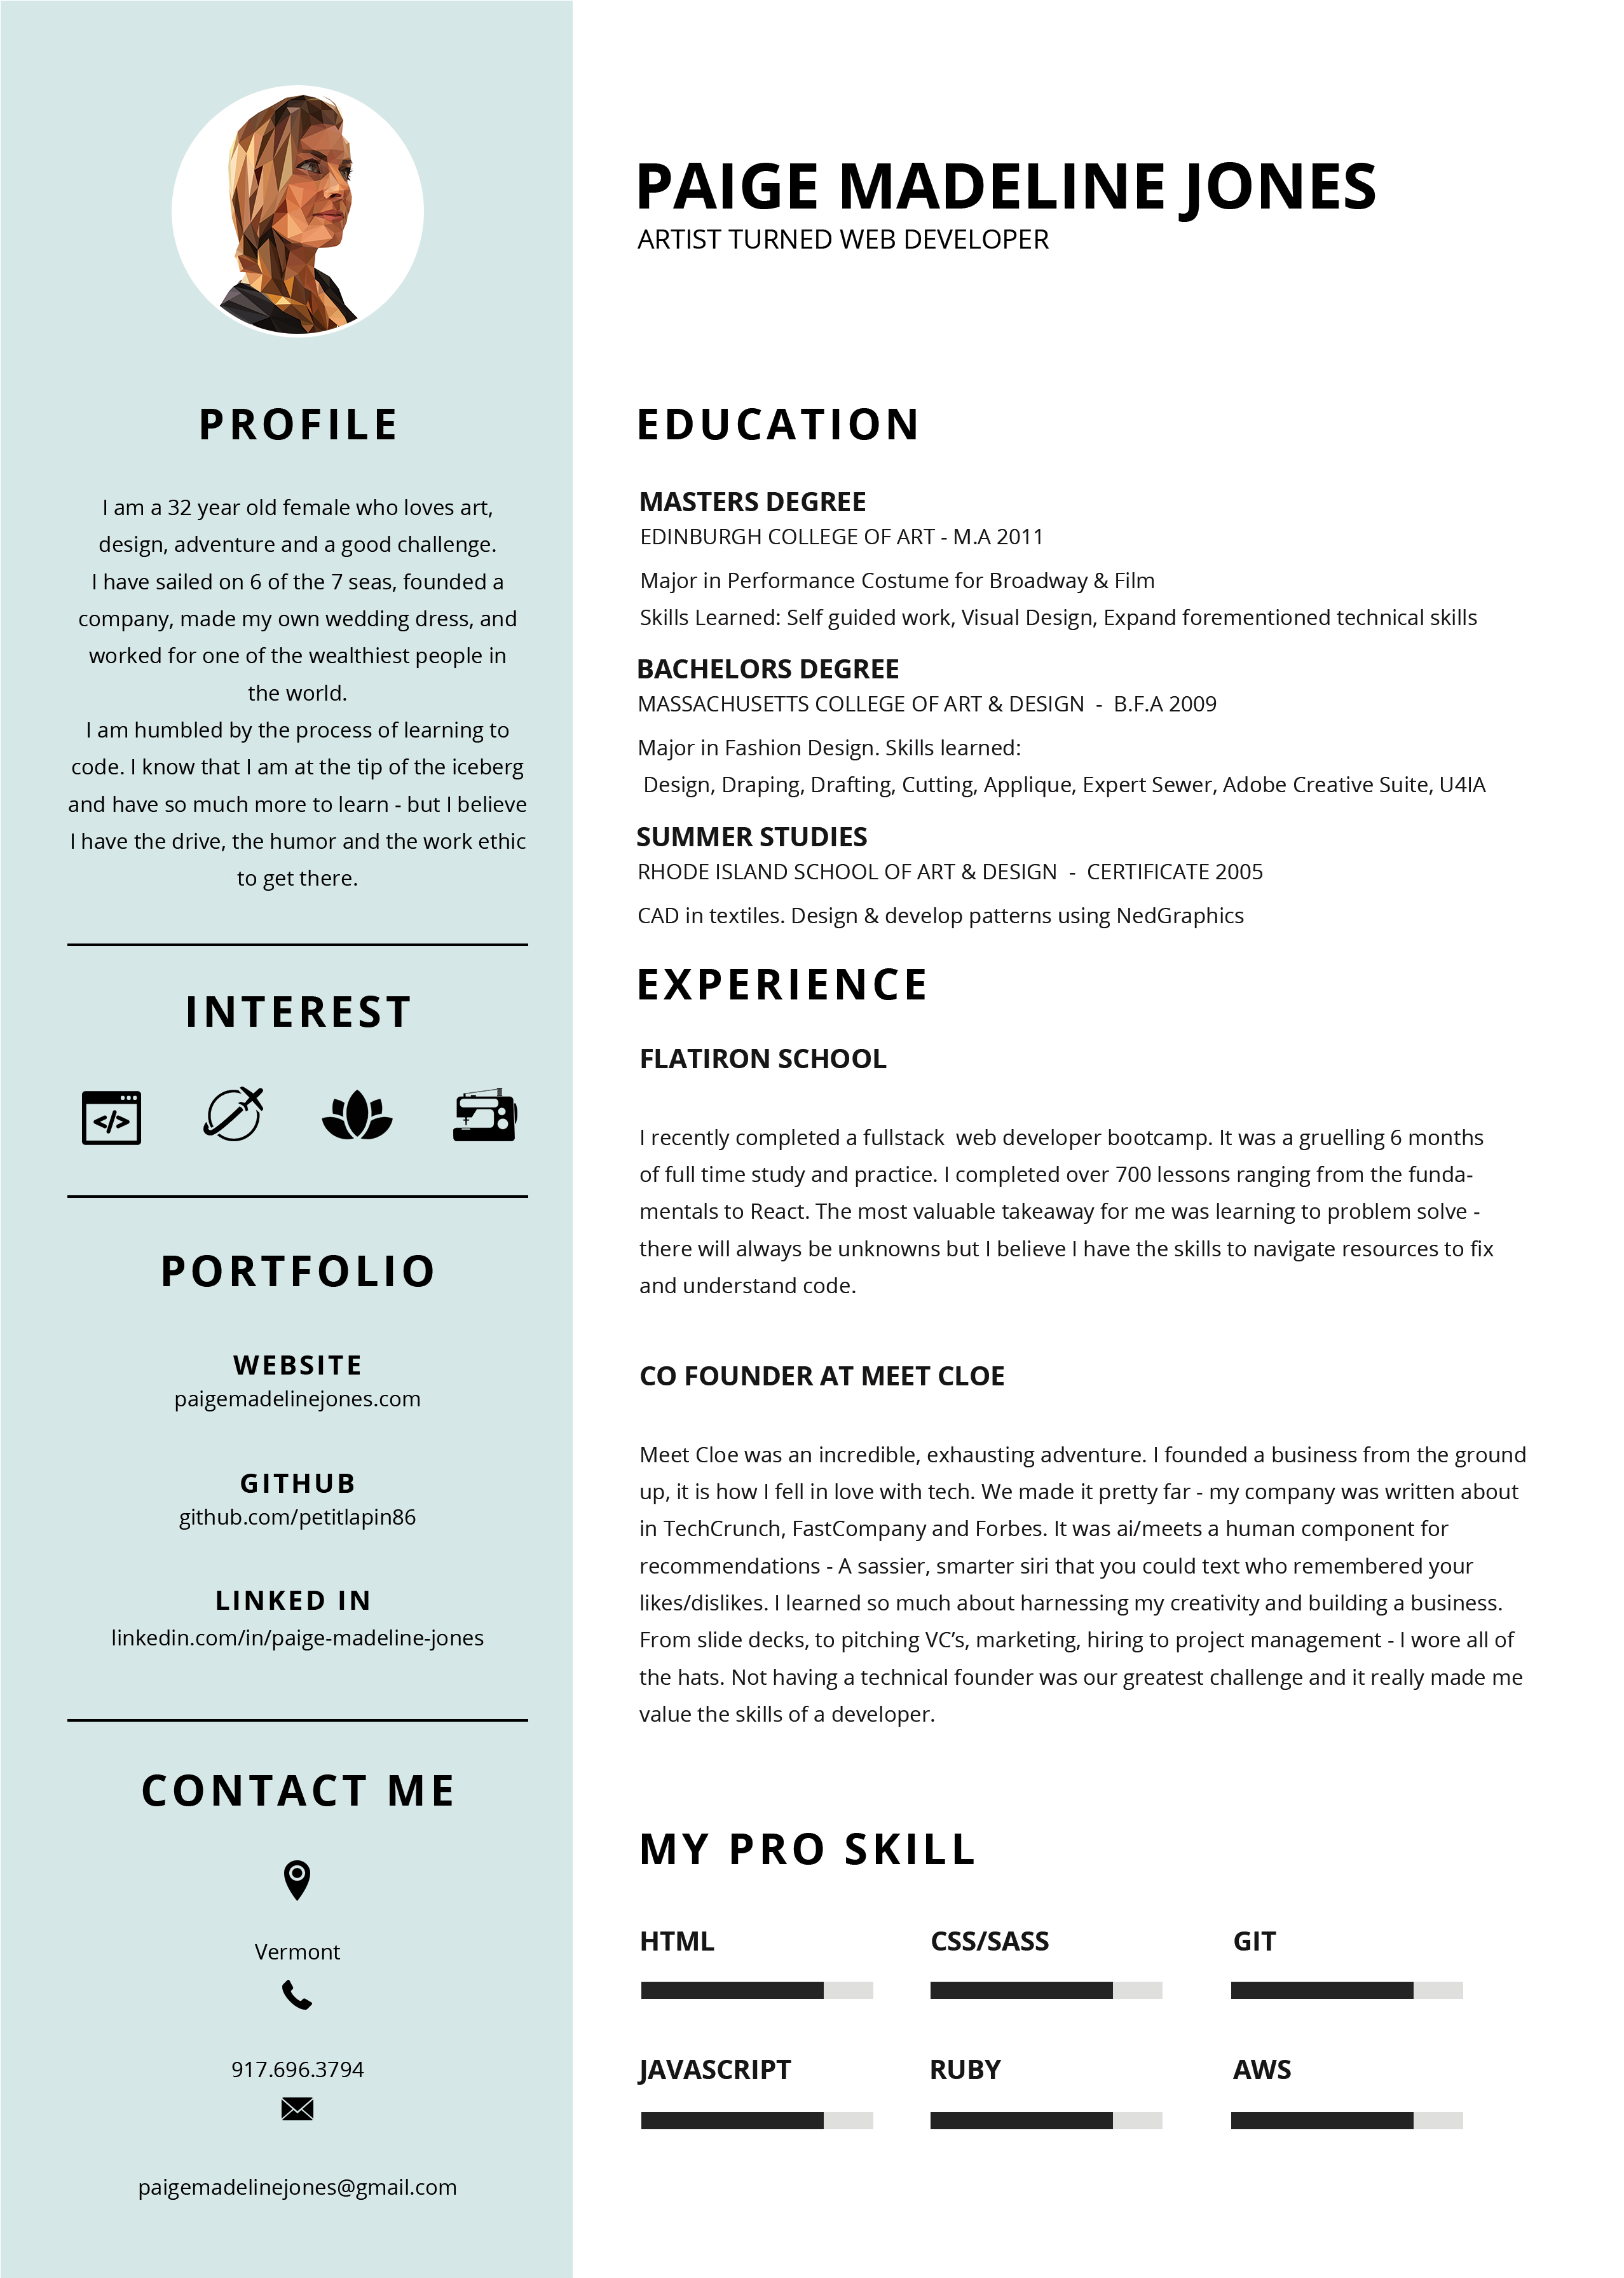 PAIGE MADELINE JONES
ARTIST TURNED WEB DEVELOPER
PROFILE
I am a 32 year old female who loves art,
design, adventure and a good challenge.
I have sailed on 6 of the 7 seas, founded a
company, made my own wedding dress, and
worked for one of the wealthiest people in
the world.
I am humbled by the process of learning to
code. I know that I am at the tip of the iceberg
and have so much more to learn - but I believe
I have the drive, the humor and the work ethic
to get there.
INTEREST
</>
PORTFOLIO
WEBSITE
paigemadelinejones.com
GITHUB
github.com/petitlapin86
LINKED IN
linkedin.com/in/paige-madeline-jones
CONTACT ME
Vermont
917.696.3794
paigemadelinejones@gmail.com
EDUCATION
MASTERS DEGREE
EDINBURGH COLLEGE OF ART - M.A 2011
Major in Performance Costume for Broadway & Film
Skills Learned: Self guided work, Visual Design, Expand forementioned technical skills
BACHELORS DEGREE
MASSACHUSETTS COLLEGE OF ART & DESIGN - B.F.A 2009
Major in Fashion Design. Skills learned:
Design, Draping, Drafting, Cutting, Applique, Expert Sewer, Adobe Creative Suite, U4IA
SUMMER STUDIES
RHODE ISLAND SCHOOL OF ART & DESIGN - CERTIFICATE 2005
CAD in textiles. Design & develop patterns using NedGraphics
EXPERIENCE
FLATIRON SCHOOL
I recently completed a fullstack web developer bootcamp. It was a gruelling 6 months
of full time study and practice. I completed over 700 lessons ranging from the funda-
mentals to React. The most valuable takeaway for me was learning to problem solve -
there will always be unknowns but I believe I have the skills to navigate resources to fix
and understand code.
CO FOUNDER AT MEET CLOE
Meet Cloe was an incredible, exhausting adventure. I founded a business from the ground
up, it is how I fell in love with tech. We made it pretty far - my company was written about
in TechCrunch, FastCompany and Forbes. It was ai/meets a human component for
recommendations - A sassier, smarter siri that you could text who remembered your
likes/dislikes. I learned so much about harnessing my creativity and building a business.
From slide decks, to pitching VC’s, marketing, hiring to project management - I wore all of
the hats. Not having a technical founder was our greatest challenge and it really made me
value the skills of a developer.
MY PRO SKILL
HTML
CSS/SASS
GIT
JAVASCRIPT
RUBY
AWS